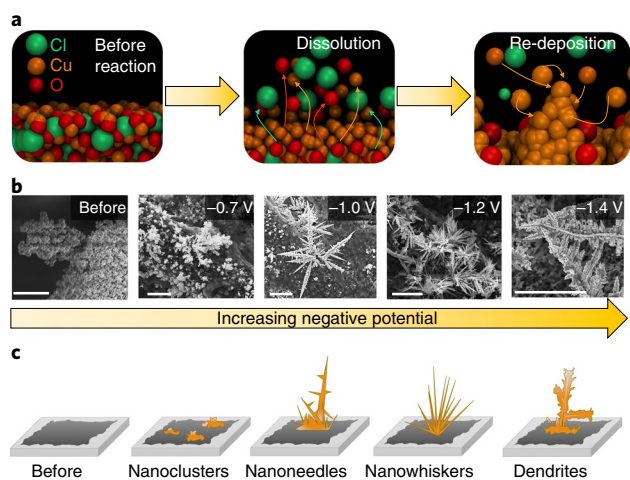 a
Cl
Cu
O
Before
reaction
Dissolution
Re-deposition
b
Before
–0.7 V
–1.0 V
–1.2 V
–1.4 V
Increasing negative potential
c
Before
Nanoclusters
Nanoneedles
Nanowhiskers
Dendrites